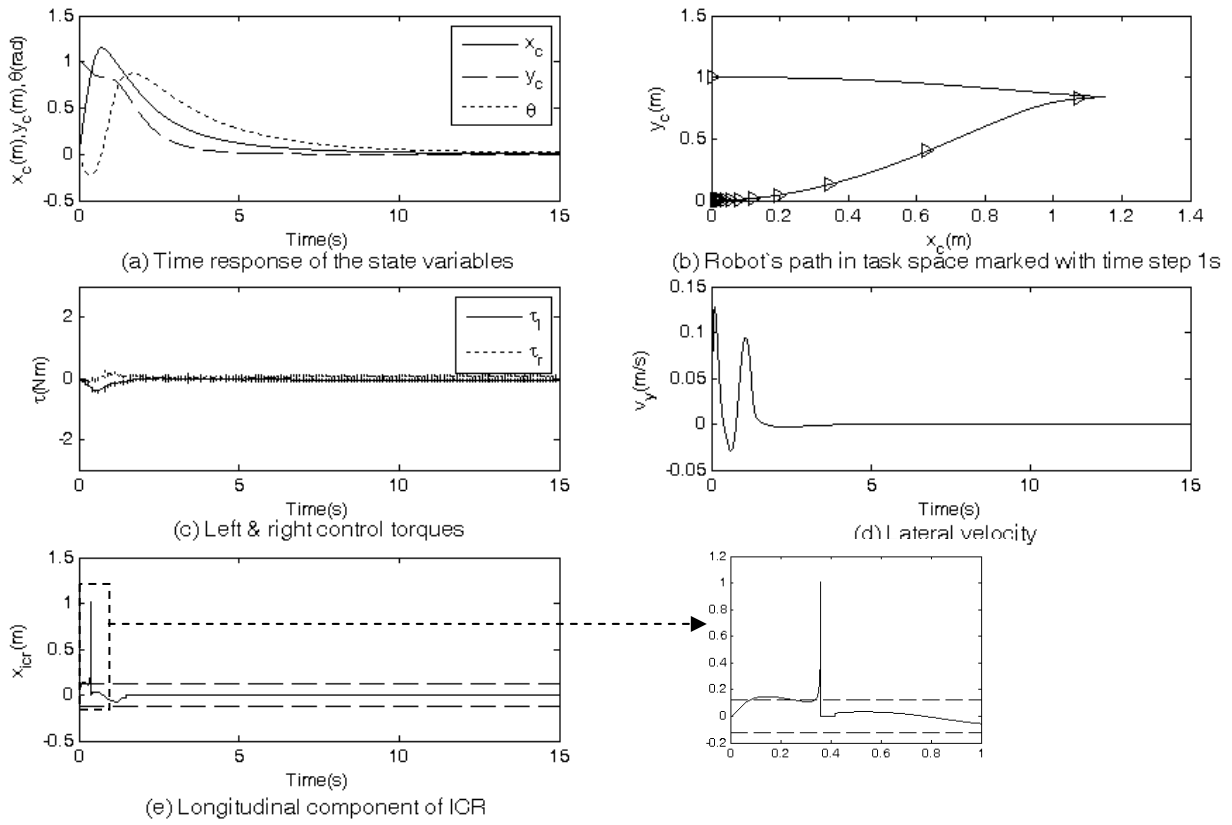 1.5
1
0.5
0
-0.5
x_c(m),y_c(m),θ(rad)
x_c
y_c
θ
0 5 10 15
Time(s)
(a) Time response of the state variables
1.5
1
0.5
0
y_c(m)
0 0.2 0.4 0.6 0.8 1 1.2 1.4
x_c(m)
(b) Robot`s path in task space marked with time step 1s
2
0
-2
τ(Nm)
τ_l
τ_r
0 5 10 15
Time(s)
(c) Left & right control torques
0.15
0.1
0.05
0
-0.05
v_y(m/s)
0 5 10 15
Time(s)
(d) Lateral velocity
1.5
1
0.5
0
-0.5
x_icr(m)
0 5 10 15
Time(s)
(e) Longitudinal component of ICR
1.2
1
0.8
0.6
0.4
0.2
0
-0.2
0 0.2 0.4 0.6 0.8 1